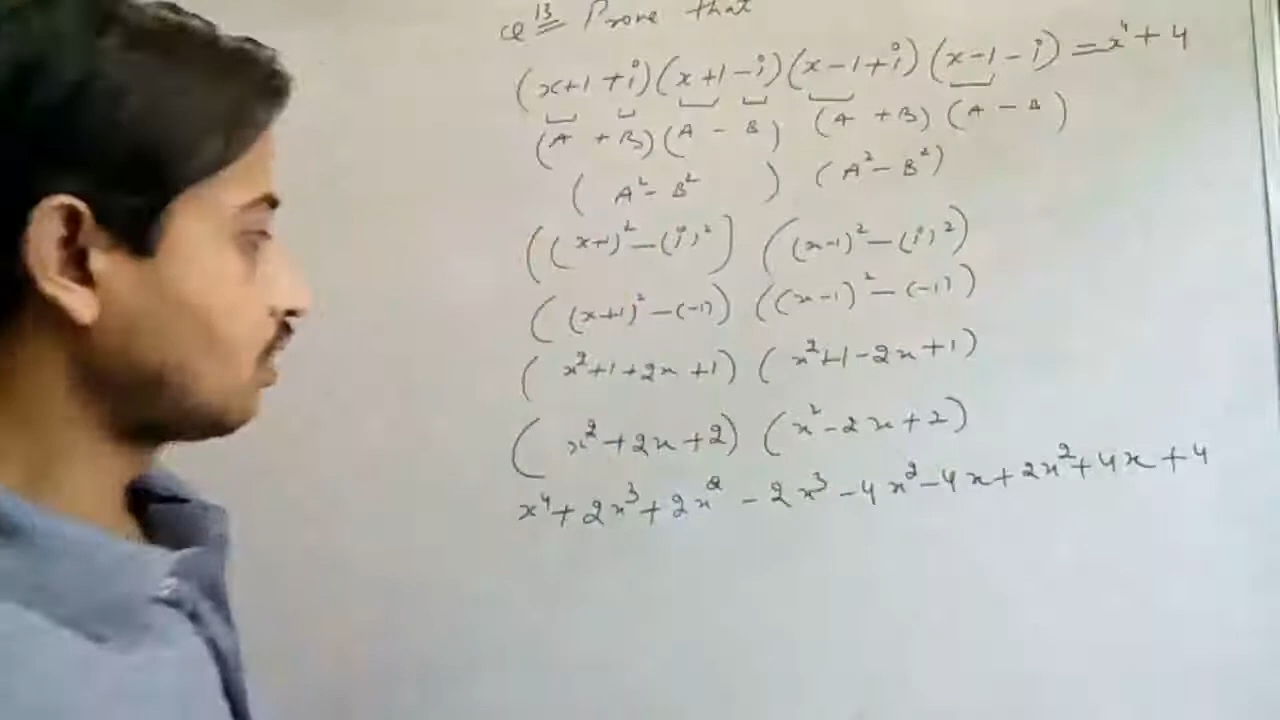 Q 13 Prove that
(x+1+i)(x+1-i)(x-1+i)(x-1-i)=x⁴+4
(A+B)(A-B) (A+B)(A-B)
(A²-B²) (A²-B²)
((x+1)²-(i)²) ((x-1)²-(i)²)
((x+1)²-(-1)) ((x-1)²-(-1))
(x²+1+2x+1) (x²+1-2x+1)
(x²+2x+2) (x²-2x+2)
x⁴+2x³+2x²-2x³-4x²-4x+2x²+4x+4